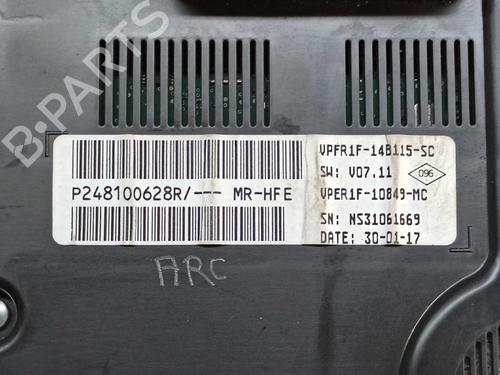 B-PARTS
P248100628R/--- MR-HFE
VPFR1F-14B115-SC
SW: V07.11
096
VPER1F-10849-MC
SN: NS31061669
DATE: 30-01-17
ARC